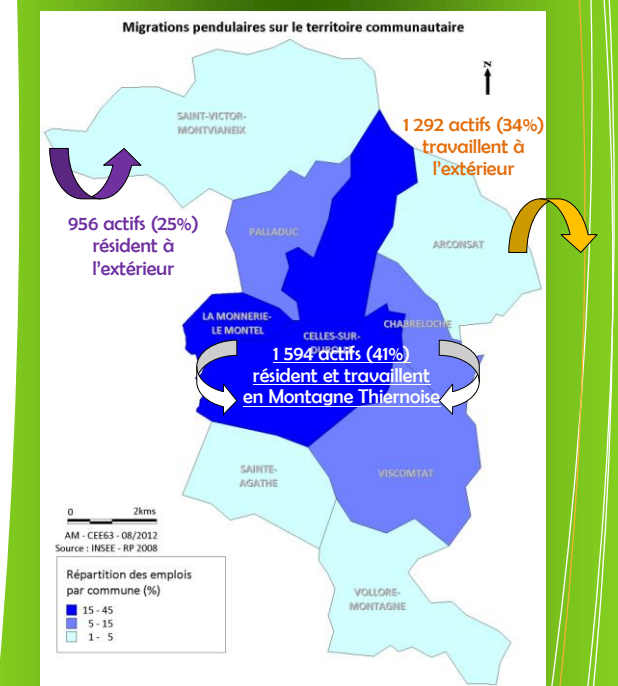 Migrations pendulaires sur le territoire communautaire
N
SAINT-VICTOR-
MONTVIANEIX
1 292 actifs (34%)
travaillent à
l'extérieur
956 actifs (25%)
résident à
l'extérieur
PALLADUC
ARCONSAT
LA MONNERIE-
LE MONTEL
CHABRELOCHE
CELLES-SUR-
DUROLLE
1 594 actifs (41%)
résident et travaillent
en Montagne Thiernoise
SAINTE-
AGATHE
VISCOMTAT
0 2kms
AM - CEE63 - 08/2012
Source : INSEE - RP 2008
Répartition des emplois
par commune (%)
15 - 45
5 - 15
1 - 5
VOLLORE-
MONTAGNE